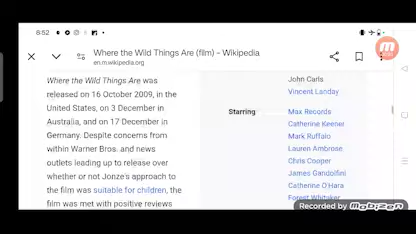 8:52
Where the Wild Things Are (film) – Wikipedia
en.m.wikipedia.org
Where the Wild Things Are was
released on 16 October 2009, in the
United States, on 3 December in
Australia, and on 17 December in
Germany. Despite concerns from
within Warner Bros. and news
outlets leading up to release over
whether or not Jonze's approach to
the film was suitable for children, the
film was met with positive reviews
John Carls
Vincent Landay
Starring
Max Records
Catherine Keener
Mark Ruffalo
Lauren Ambrose
Chris Cooper
James Gandolfini
Catherine O'Hara
Forest Whitaker
Recorded by Mobizen